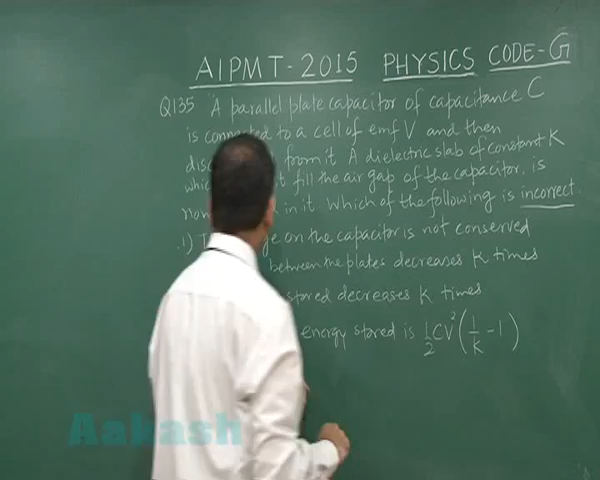 AIPMT-2015 PHYSICS CODE-G
Q135 A parallel plate capacitor of capacitance C
is connected to a cell of emf V and then
from it. A dielectric slab of constant K
fill the air gap of the capacitor, is
in it. Which of the following is incorrect
1) on the capacitor is not conserved
between the plates decreases K times
stored decreases K times
energy stored is 1/2 CV² (1/K - 1)
Aakash